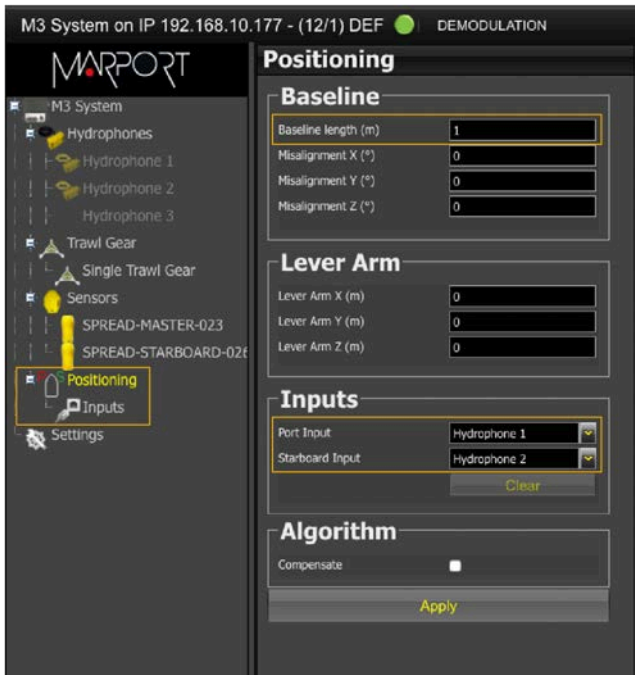 M3 System on IP 192.168.10.177 - (12/1) DEF DEMODULATION
MARPORT
M3 System
Hydrophones
Hydrophone 1
Hydrophone 2
Hydrophone 3
Trawl Gear
Single Trawl Gear
Sensors
SPREAD-MASTER-023
SPREAD-STARBOARD-026
Positioning
Inputs
Settings
Positioning
Baseline
Baseline length (m) 1
Misalignment X (°) 0
Misalignment Y (°) 0
Misalignment Z (°) 0
Lever Arm
Lever Arm X (m) 0
Lever Arm Y (m) 0
Lever Arm Z (m) 0
Inputs
Port Input Hydrophone 1
Starboard Input Hydrophone 2
Clear
Algorithm
Compensate
Apply